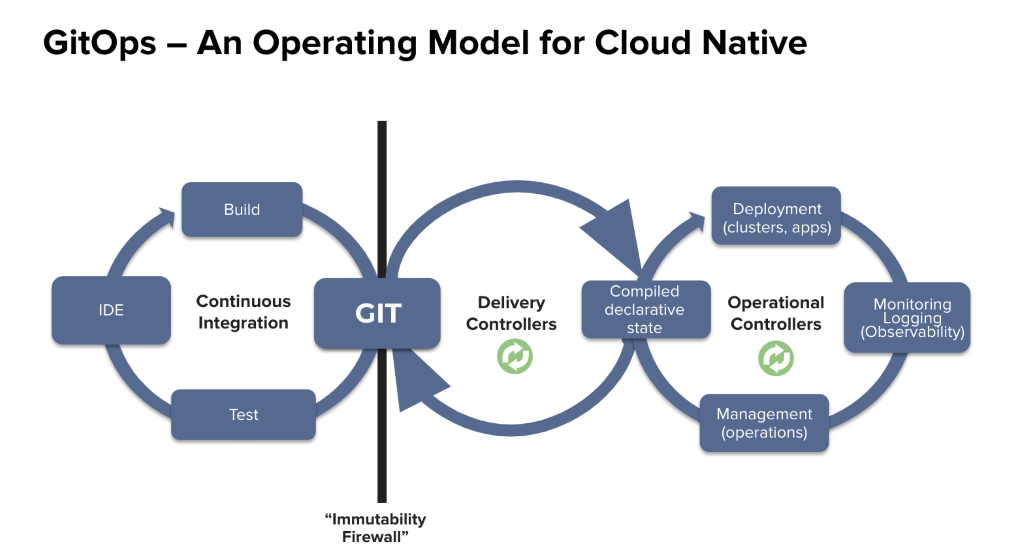 GitOps – An Operating Model for Cloud Native
Build
IDE
Continuous
Integration
GIT
Test
"Immutability
Firewall"
Delivery
Controllers
Compiled
declarative
state
Operational
Controllers
Deployment
(clusters, apps)
Monitoring
Logging
(Observability)
Management
(operations)